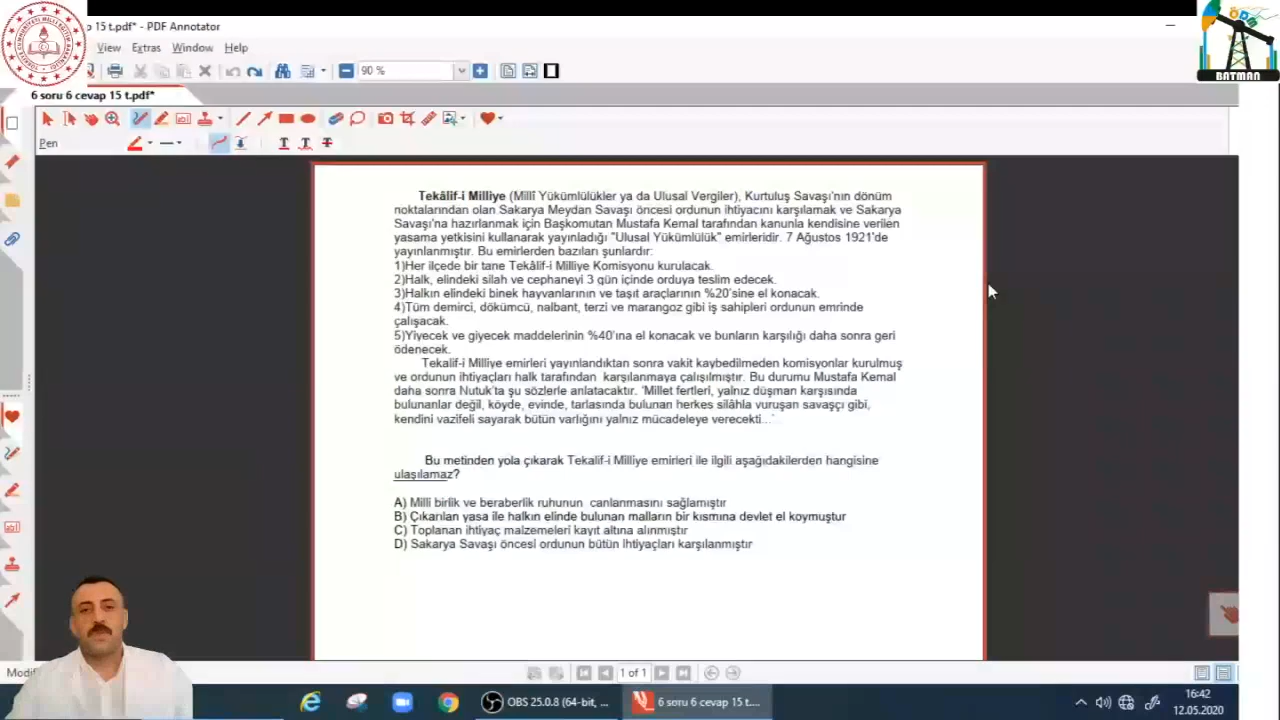 ÖDS
BATMAN
ap 15 t.pdf* - PDF Annotator
View Extras Window Help
90 %
6 soru 6 cevap 15 t.pdf*
Pen
Tekâlif-i Milliye (Millî Yükümlülükler ya da Ulusal Vergiler), Kurtuluş Savaşı'nın dönüm
noktalarından olan Sakarya Meydan Savaşı öncesi ordunun ihtiyacını karşılamak ve Sakarya
Savaşı'na hazırlanmak için Başkomutan Mustafa Kemal tarafından kanunla kendisine verilen
yasama yetkisini kullanarak yayınladığı "Ulusal Yükümlülük" emirleridir. 7 Ağustos 1921'de
yayınlanmıştır. Bu emirlerden bazıları şunlardır:
1)Her ilçede bir tane Tekâlif-i Milliye Komisyonu kurulacak.
2)Halk, elindeki silah ve cephaneyi 3 gün içinde orduya teslim edecek.
3)Halkın elindeki binek hayvanlarının ve taşıt araçlarının %20'sine el konacak.
4)Tüm demirci, dökümcü, nalbant, terzi ve marangoz gibi iş sahipleri ordunun emrinde
çalışacak.
5)Yiyecek ve giyecek maddelerinin %40'ına el konacak ve bunların karşılığı daha sonra geri
ödenecek.
Tekalif-i Milliye emirleri yayınlandıktan sonra vakit kaybedilmeden komisyonlar kurulmuş
ve ordunun ihtiyaçları halk tarafından karşılanmaya çalışılmıştır. Bu durumu Mustafa Kemal
daha sonra Nutuk'ta şu sözlerle anlatacaktır. 'Millet fertleri, yalnız düşman karşısında
bulunanlar değil, köyde, evinde, tarlasında bulunan herkes silâhla vuruşan savaşçı gibi,
kendini vazifeli sayarak bütün varlığını yalnız mücadeleye verecekti...'
Bu metinden yola çıkarak Tekalif-i Milliye emirleri ile ilgili aşağıdakilerden hangisine
ulaşılamaz?
A) Milli birlik ve beraberlik ruhunun canlanmasını sağlamıştır
B) Çıkarılan yasa ile halkın elinde bulunan malların bir kısmına devlet el koymuştur
C) Toplanan ihtiyaç malzemeleri kayıt altına alınmıştır
D) Sakarya Savaşı öncesi ordunun bütün ihtiyaçları karşılanmıştır
Modif
1 of 1
OBS 25.0.8 (64-bit, ...
6 soru 6 cevap 15 t....
16:42
12.05.2020